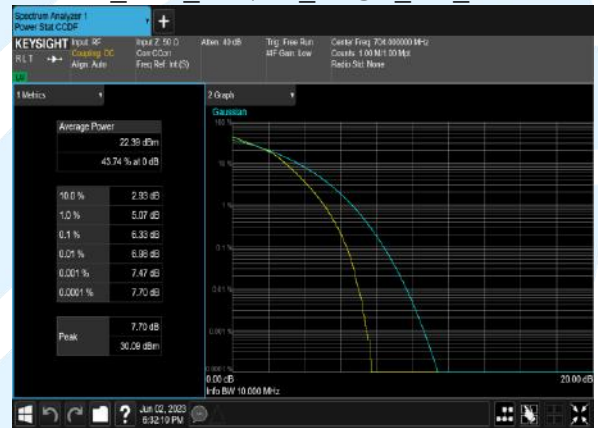 Spectrum Analyzer 1
Power Stat CCDF
KEYSIGHT Input: RF
Coupling: DC
Align: Auto
Input Z: 50 Ω
Corr CCorr
Freq Ref: Int (S)
Atten: 40 dB
Trig: Free Run
#IF Gain: Low
Center Freq: 704.000000 MHz
Counts: 1.00 M/1.00 Mpt
Radio Std: None
R L T
1 Metrics
2 Graph
Average Power
22.39 dBm
43.74 % at 0 dB
10.0 % 2.93 dB
1.0 % 5.07 dB
0.1 % 6.33 dB
0.01 % 6.98 dB
0.001 % 7.47 dB
0.0001 % 7.70 dB
Peak
7.70 dB
30.09 dBm
Gaussian
100 %
10 %
1 %
0.1 %
0.01 %
0.001 %
0.0001 %
0.00 dB
20.00 dB
Info BW 10.000 MHz
Jun 02, 2023
6:32:10 PM